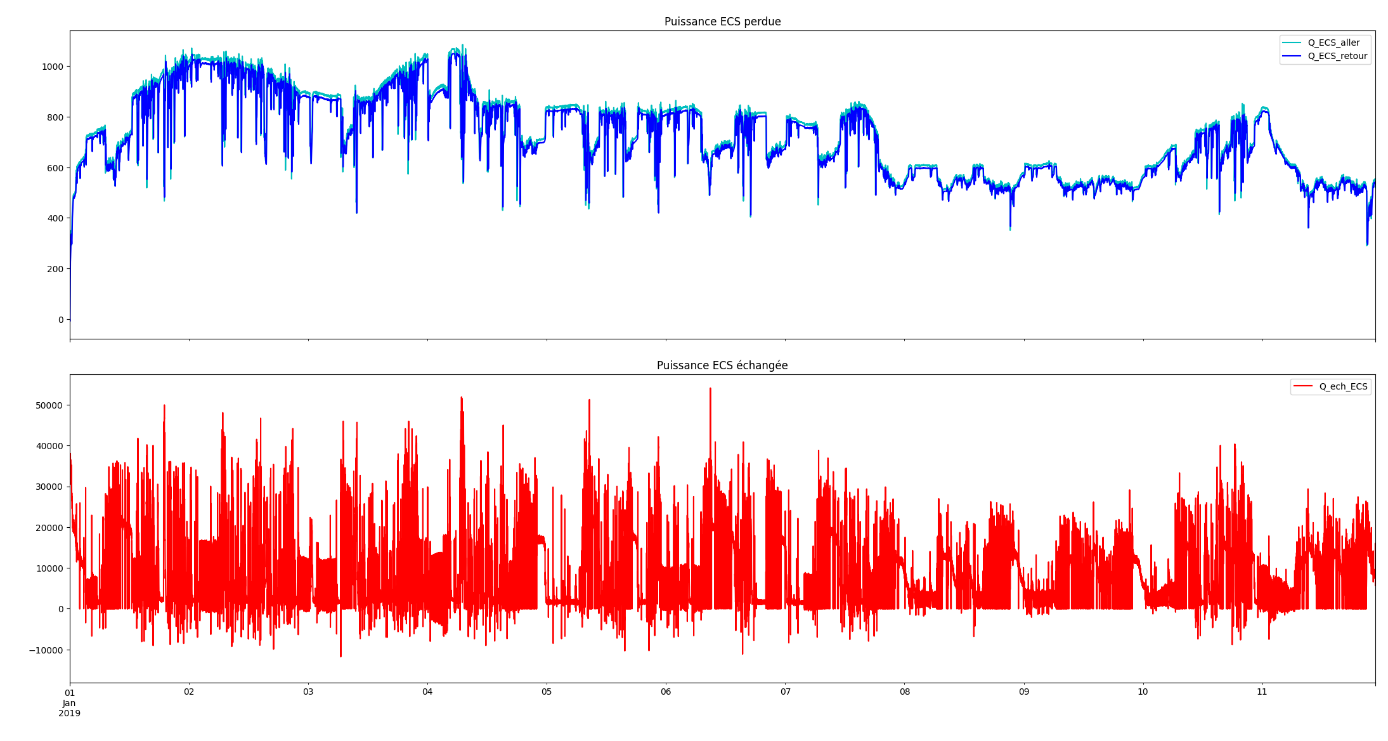 Puissance ECS perdue
Q_ECS_aller
Q_ECS_retour
1000
800
600
400
200
0
Puissance ECS échangée
Q_ech_ECS
50000
40000
30000
20000
10000
0
−10000
01 02 03 04 05 06 07 08 09 10 11
Jan
2019